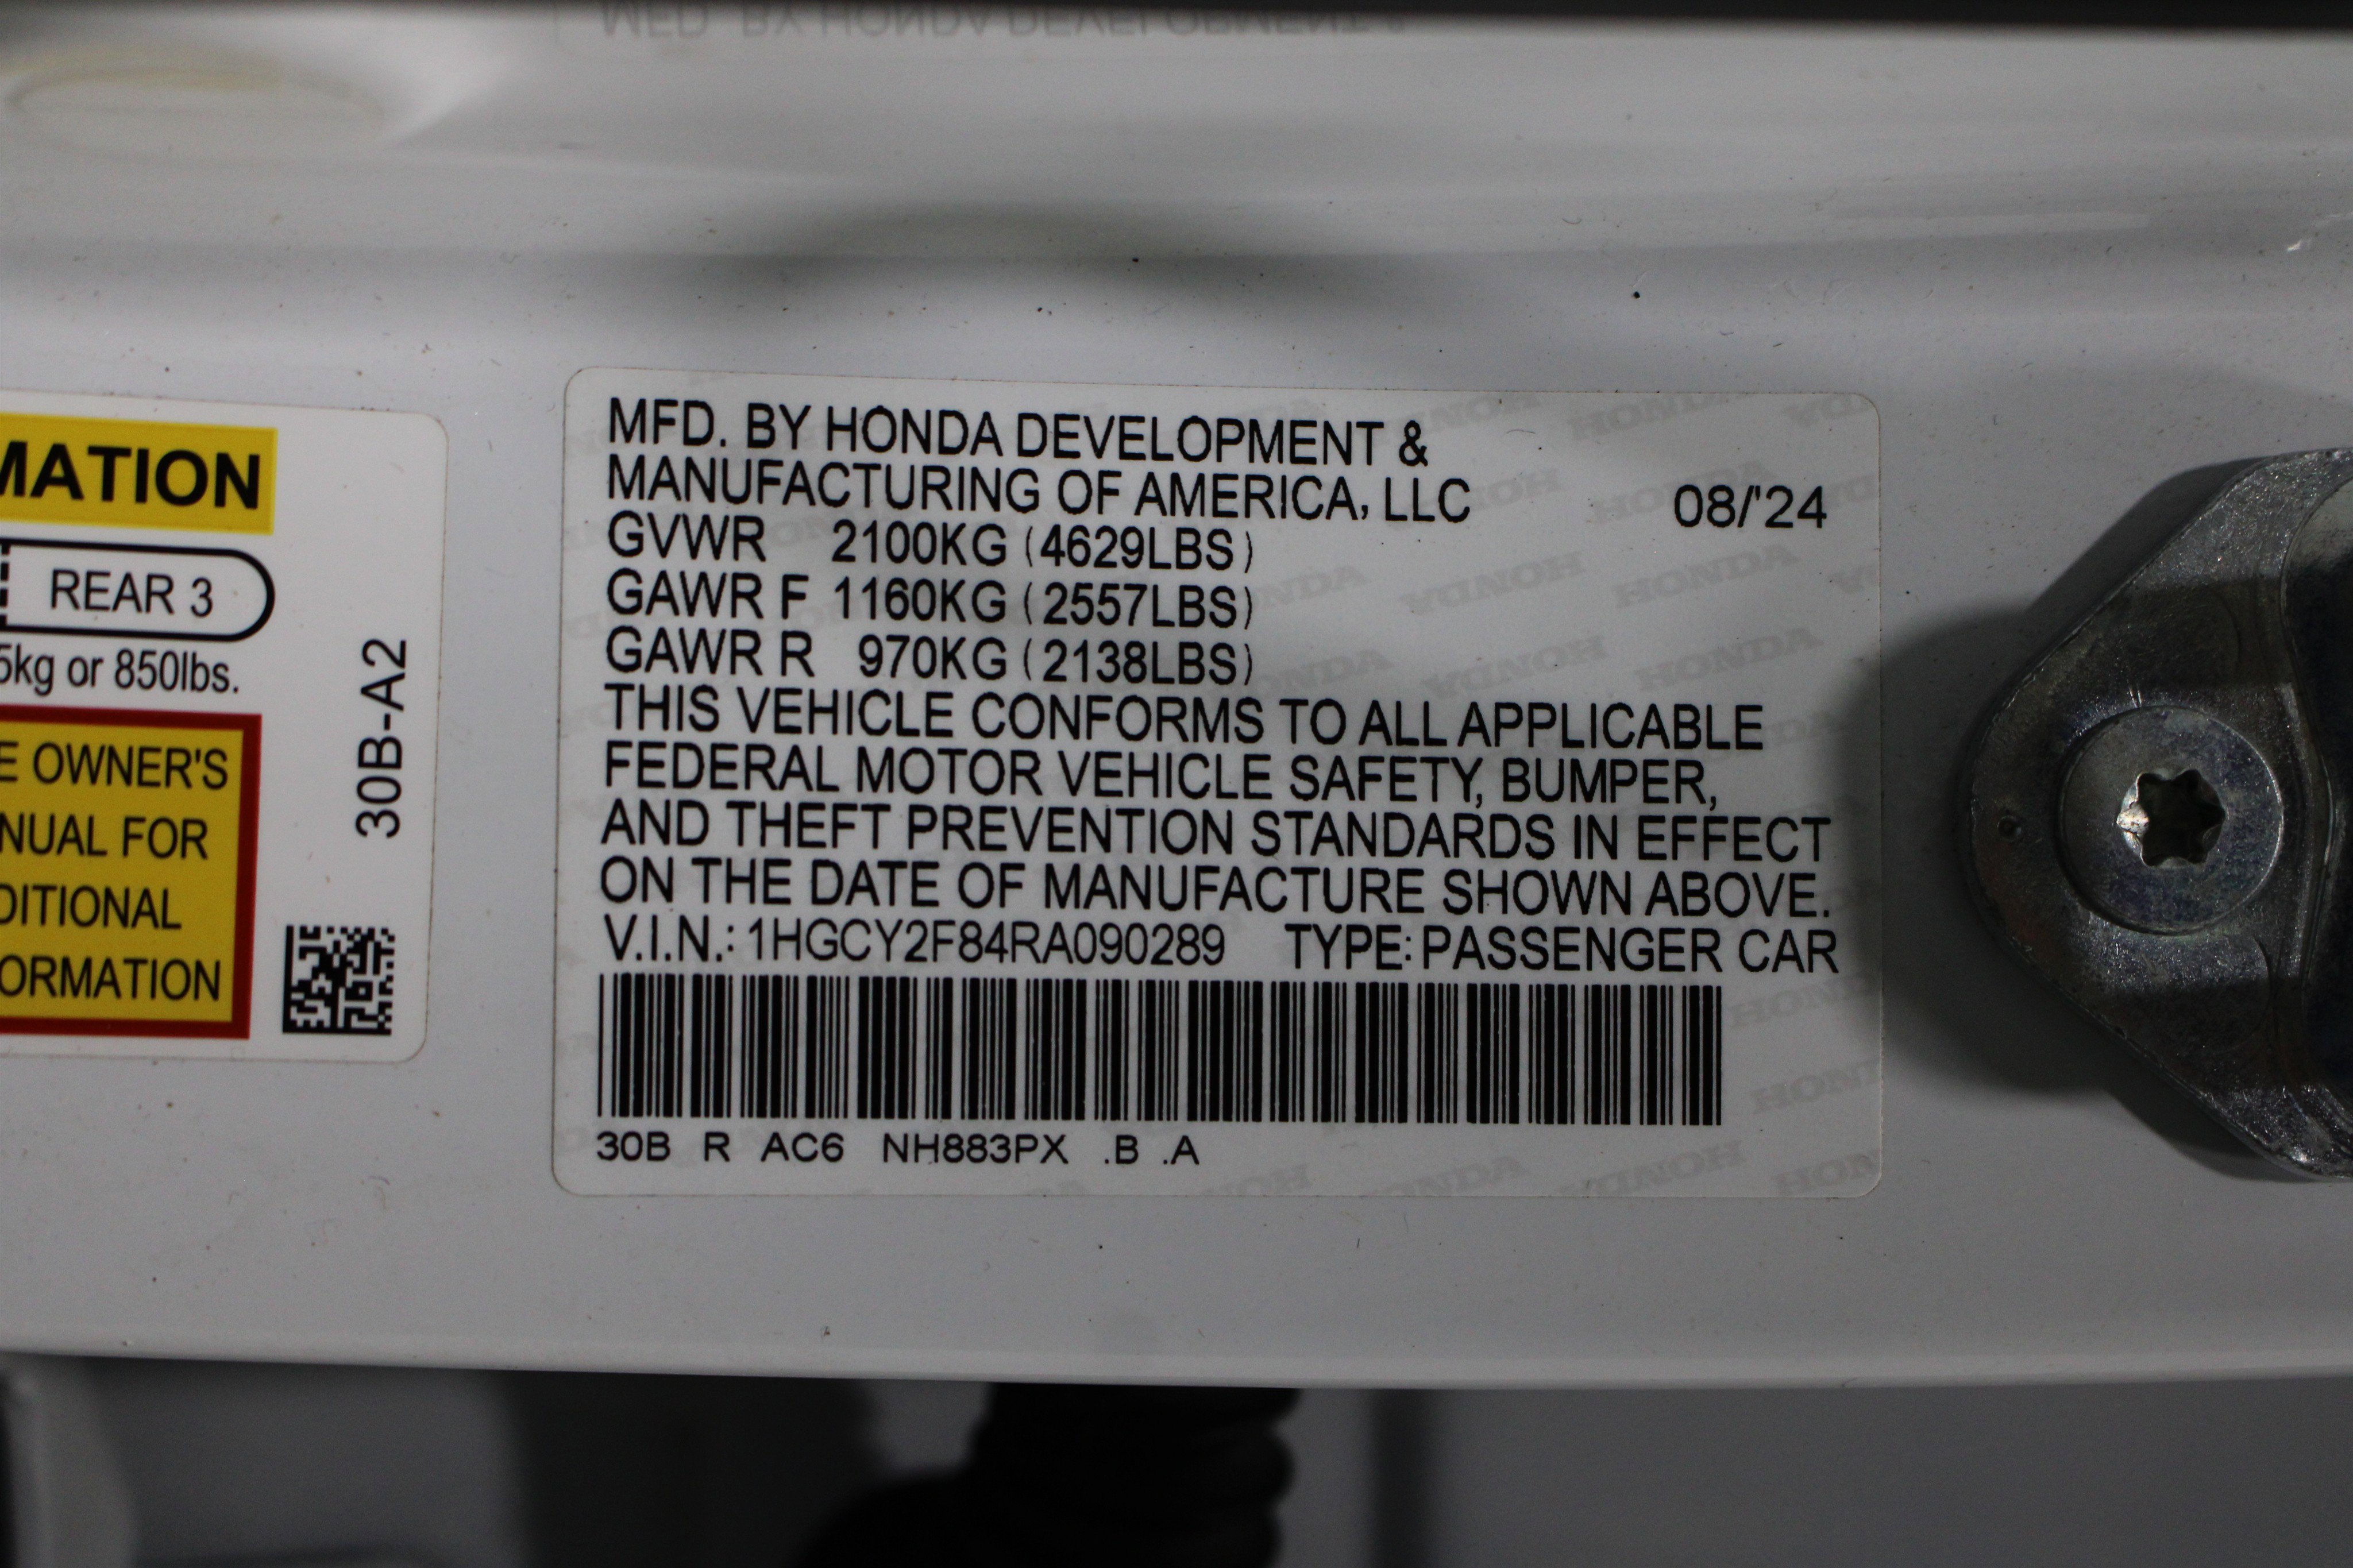 MATION
REAR 3
5kg or 850lbs.
E OWNER'S
NUAL FOR
DITIONAL
ORMATION
30B-A2
MFD. BY HONDA DEVELOPMENT &
MANUFACTURING OF AMERICA, LLC 08/'24
GVWR 2100KG (4629LBS)
GAWR F 1160KG (2557LBS)
GAWR R 970KG (2138LBS)
THIS VEHICLE CONFORMS TO ALL APPLICABLE
FEDERAL MOTOR VEHICLE SAFETY, BUMPER,
AND THEFT PREVENTION STANDARDS IN EFFECT
ON THE DATE OF MANUFACTURE SHOWN ABOVE.
V.I.N.: 1HGCY2F84RA090289 TYPE: PASSENGER CAR
30B R AC6 NH883PX .B .A